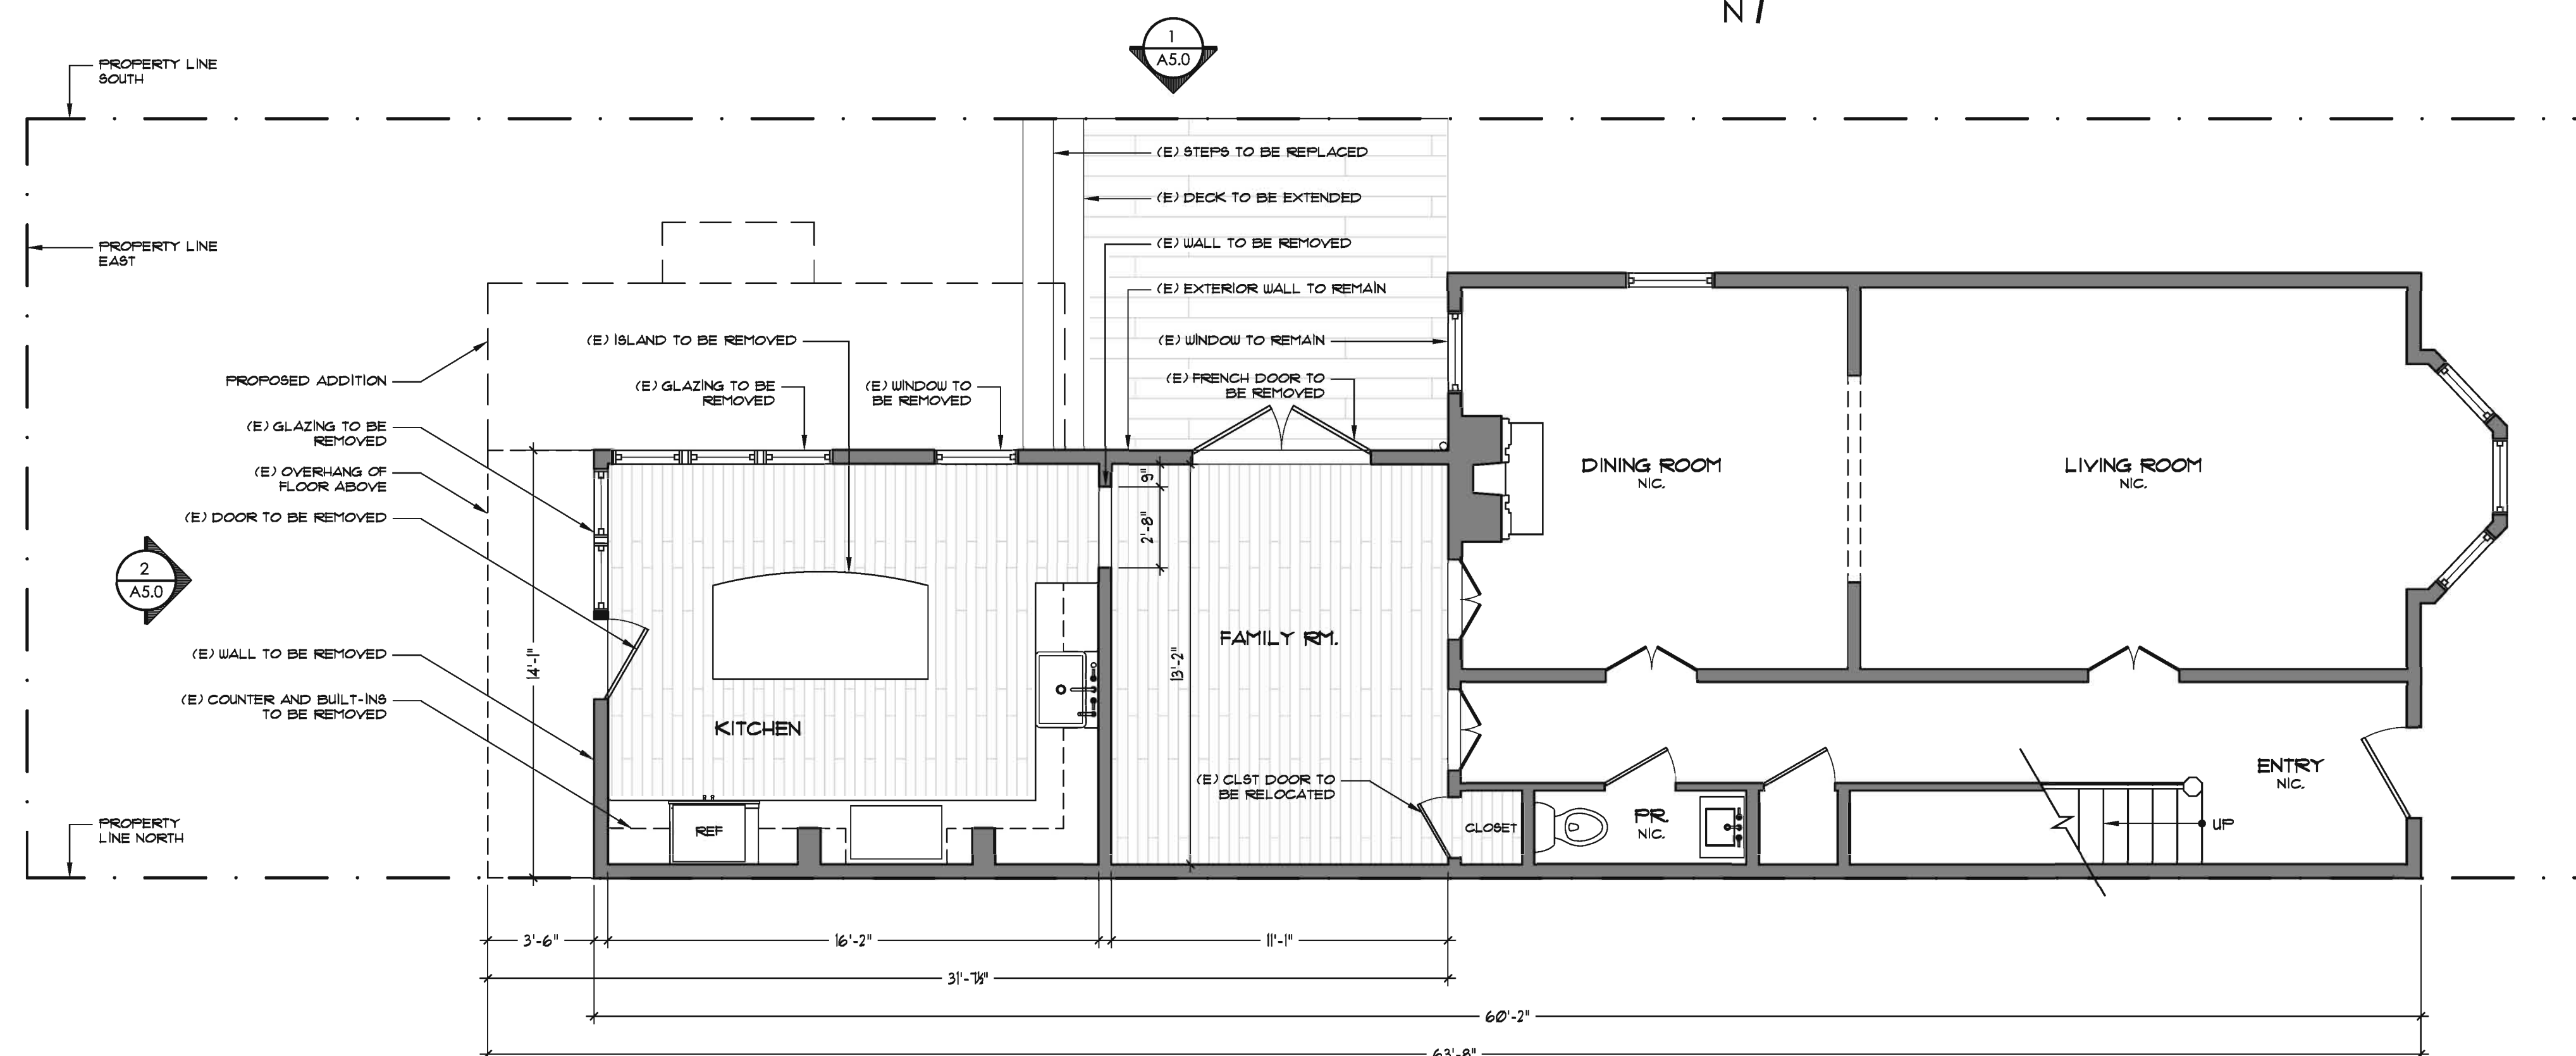 N
1
A5.0
PROPERTY LINE
SOUTH
(E) STEPS TO BE REPLACED
(E) DECK TO BE EXTENDED
PROPERTY LINE
EAST
(E) WALL TO BE REMOVED
(E) EXTERIOR WALL TO REMAIN
(E) ISLAND TO BE REMOVED
(E) WINDOW TO REMAIN
PROPOSED ADDITION
(E) GLAZING TO BE
REMOVED
(E) WINDOW TO
BE REMOVED
(E) FRENCH DOOR TO
BE REMOVED
(E) GLAZING TO BE
REMOVED
(E) OVERHANG OF
FLOOR ABOVE
(E) DOOR TO BE REMOVED
9"
2'-8"
DINING ROOM
NIC.
LIVING ROOM
NIC.
2
A5.0
(E) WALL TO BE REMOVED
(E) COUNTER AND BUILT-INS
TO BE REMOVED
14'-1"
13'-2"
FAMILY RM.
KITCHEN
(E) CLST DOOR TO
BE RELOCATED
ENTRY
NIC.
PROPERTY
LINE NORTH
REF
CLOSET
PR
NIC.
UP
3'-6"
16'-2"
11'-1"
31'-7½"
60'-2"
63'-8"